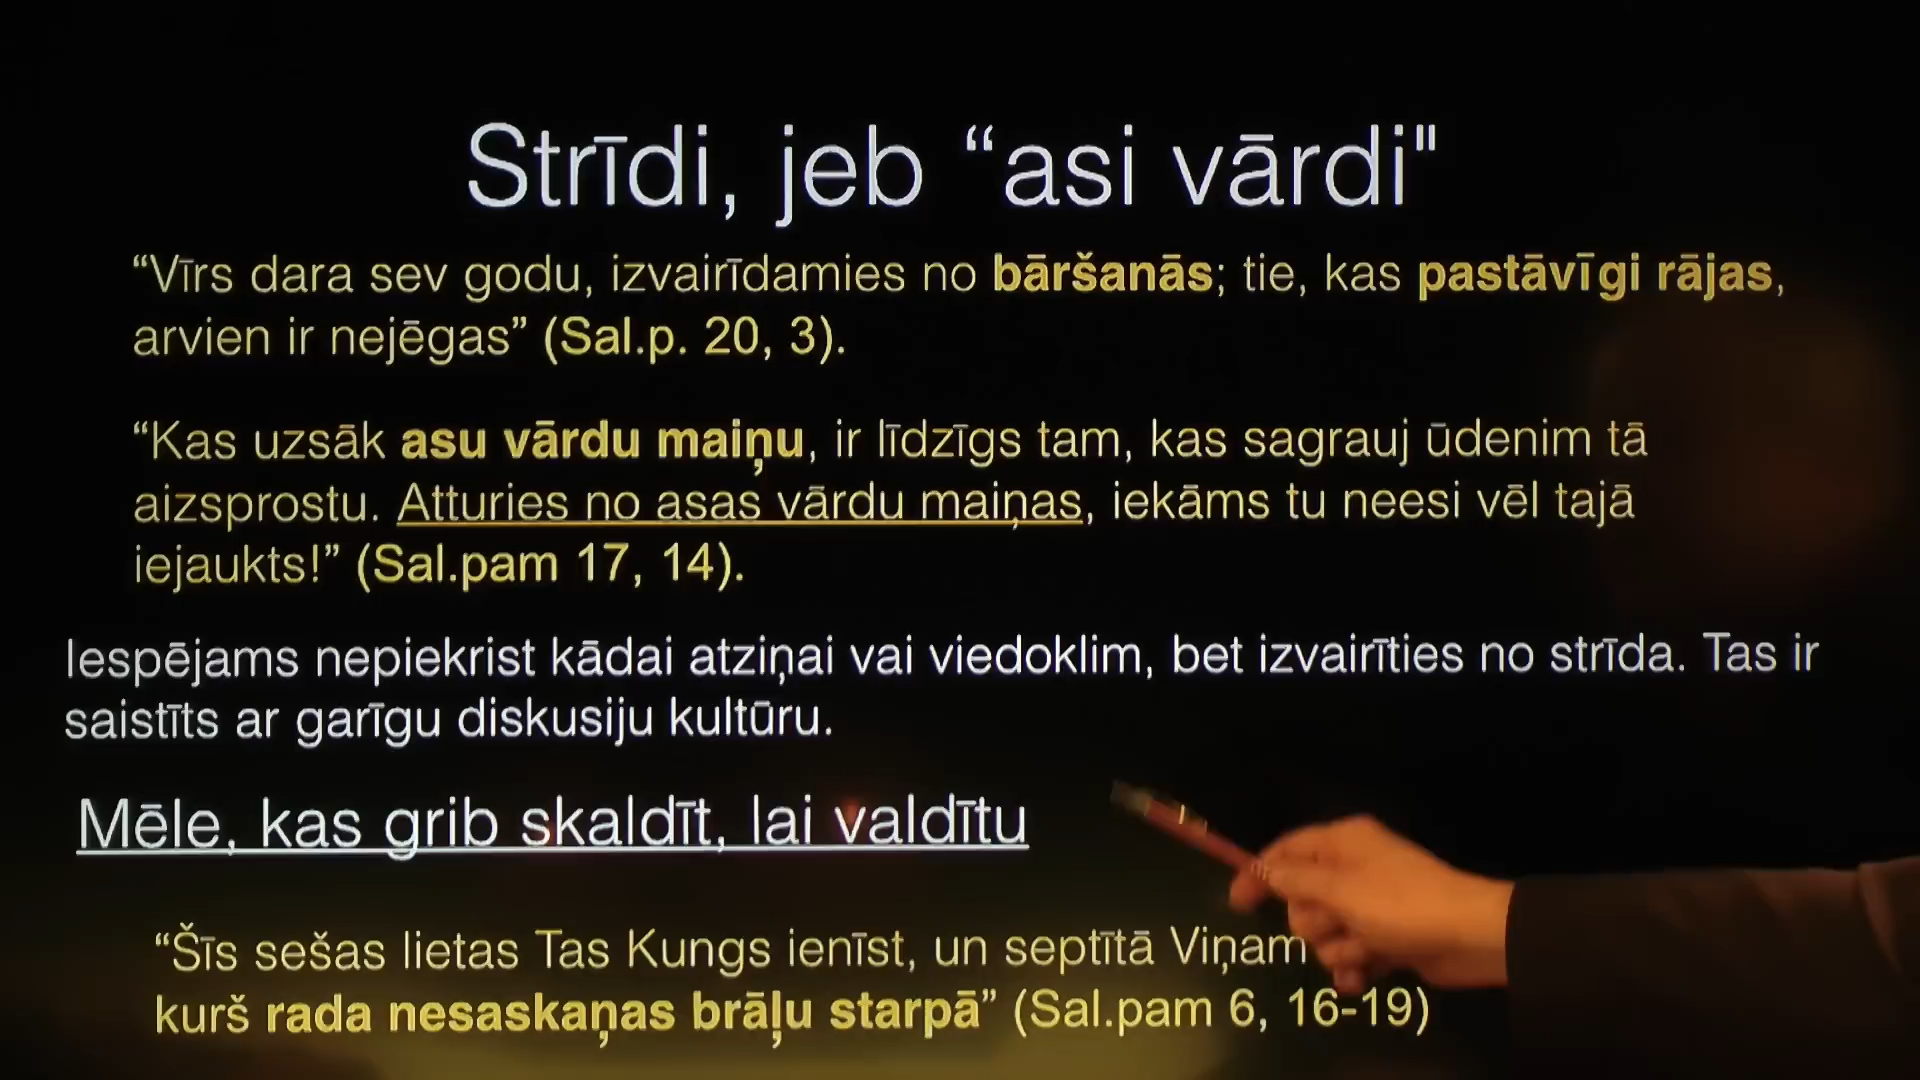 Strīdi, jeb “asi vārdi"
“Vīrs dara sev godu, izvairīdamies no bāršanās; tie, kas pastāvīgi rājas,
arvien ir nejēgas” (Sal.p. 20, 3).
“Kas uzsāk asu vārdu maiņu, ir līdzīgs tam, kas sagrauj ūdenim tā
aizsprostu. Atturies no asas vārdu maiņas, iekāms tu neesi vēl tajā
iejaukts!” (Sal.pam 17, 14).
Iespējams nepiekrist kādai atziņai vai viedoklim, bet izvairīties no strīda. Tas ir
saistīts ar garīgu diskusiju kultūru.
Mēle, kas grib skaldīt, lai valdītu
“Šīs sešas lietas Tas Kungs ienīst, un septītā Viņam
kurš rada nesaskaņas brāļu starpā” (Sal.pam 6, 16-19)